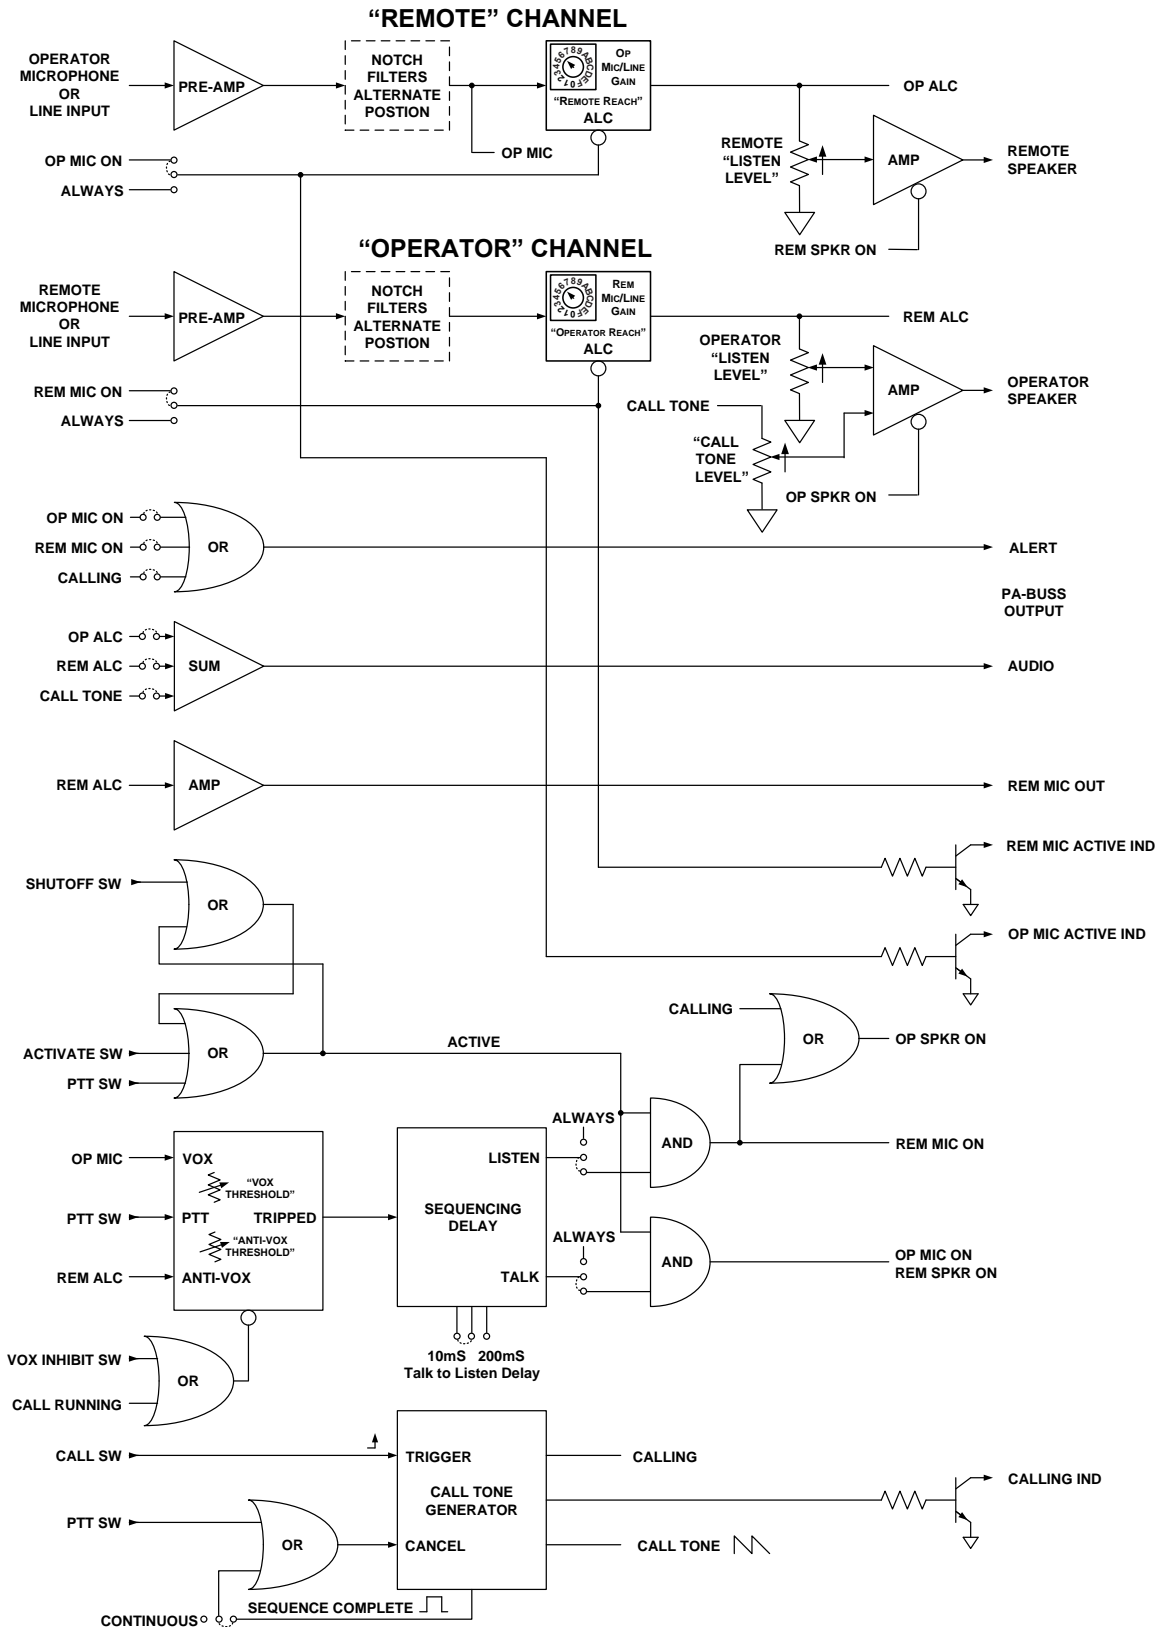 “REMOTE” CHANNEL
OPERATOR
MICROPHONE
OR
LINE INPUT
PRE-AMP
NOTCH
FILTERS
ALTERNATE
POSTION
0123456789ABCDEF
OP
MIC/LINE
GAIN
“REMOTE REACH”
ALC
OP ALC
OP MIC
OP MIC ON
ALWAYS
REMOTE
“LISTEN
LEVEL”
AMP
REMOTE
SPEAKER
REM SPKR ON
“OPERATOR” CHANNEL
REMOTE
MICROPHONE
OR
LINE INPUT
PRE-AMP
NOTCH
FILTERS
ALTERNATE
POSTION
0123456789ABCDEF
REM
MIC/LINE
GAIN
“OPERATOR REACH”
ALC
REM ALC
REM MIC ON
ALWAYS
OPERATOR
“LISTEN
LEVEL”
AMP
OPERATOR
SPEAKER
CALL TONE
“CALL
TONE
LEVEL”
OP SPKR ON
OP MIC ON
REM MIC ON
CALLING
OR
ALERT
PA-BUSS
OUTPUT
OP ALC
REM ALC
CALL TONE
SUM
AUDIO
REM ALC
AMP
REM MIC OUT
REM MIC ACTIVE IND
SHUTOFF SW
OR
OP MIC ACTIVE IND
ACTIVATE SW
PTT SW
OR
ACTIVE
CALLING
OR
OP SPKR ON
ALWAYS
AND
REM MIC ON
OP MIC
PTT SW
REM ALC
VOX
“VOX
THRESHOLD”
PTT
TRIPPED
“ANTI-VOX
THRESHOLD”
ANTI-VOX
LISTEN
SEQUENCING
DELAY
TALK
ALWAYS
AND
OP MIC ON
REM SPKR ON
10mS 200mS
Talk to Listen Delay
VOX INHIBIT SW
CALL RUNNING
OR
CALL SW
TRIGGER
CALL TONE
GENERATOR
CANCEL
CALLING
CALLING IND
CALL TONE
PTT SW
OR
CONTINUOUS
SEQUENCE COMPLETE